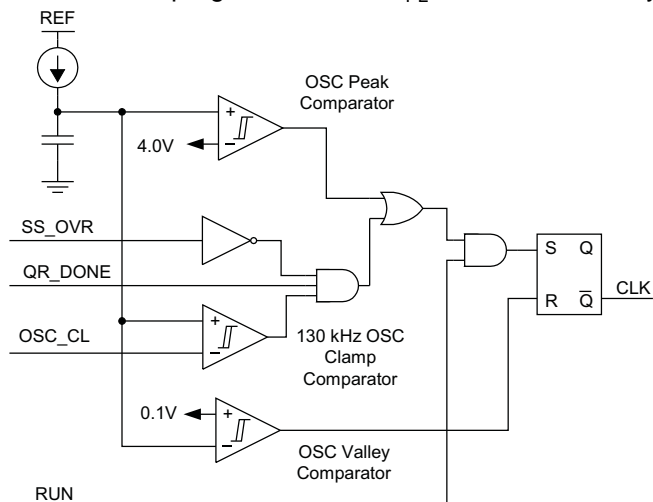 REF
OSC Peak
Comparator
+
4.0V
−
SS_OVR
QR_DONE
S Q
CLK
R Q̅
+
OSC_CL
−
130 kHz OSC
Clamp
Comparator
0.1V
+
−
OSC Valley
Comparator
RUN